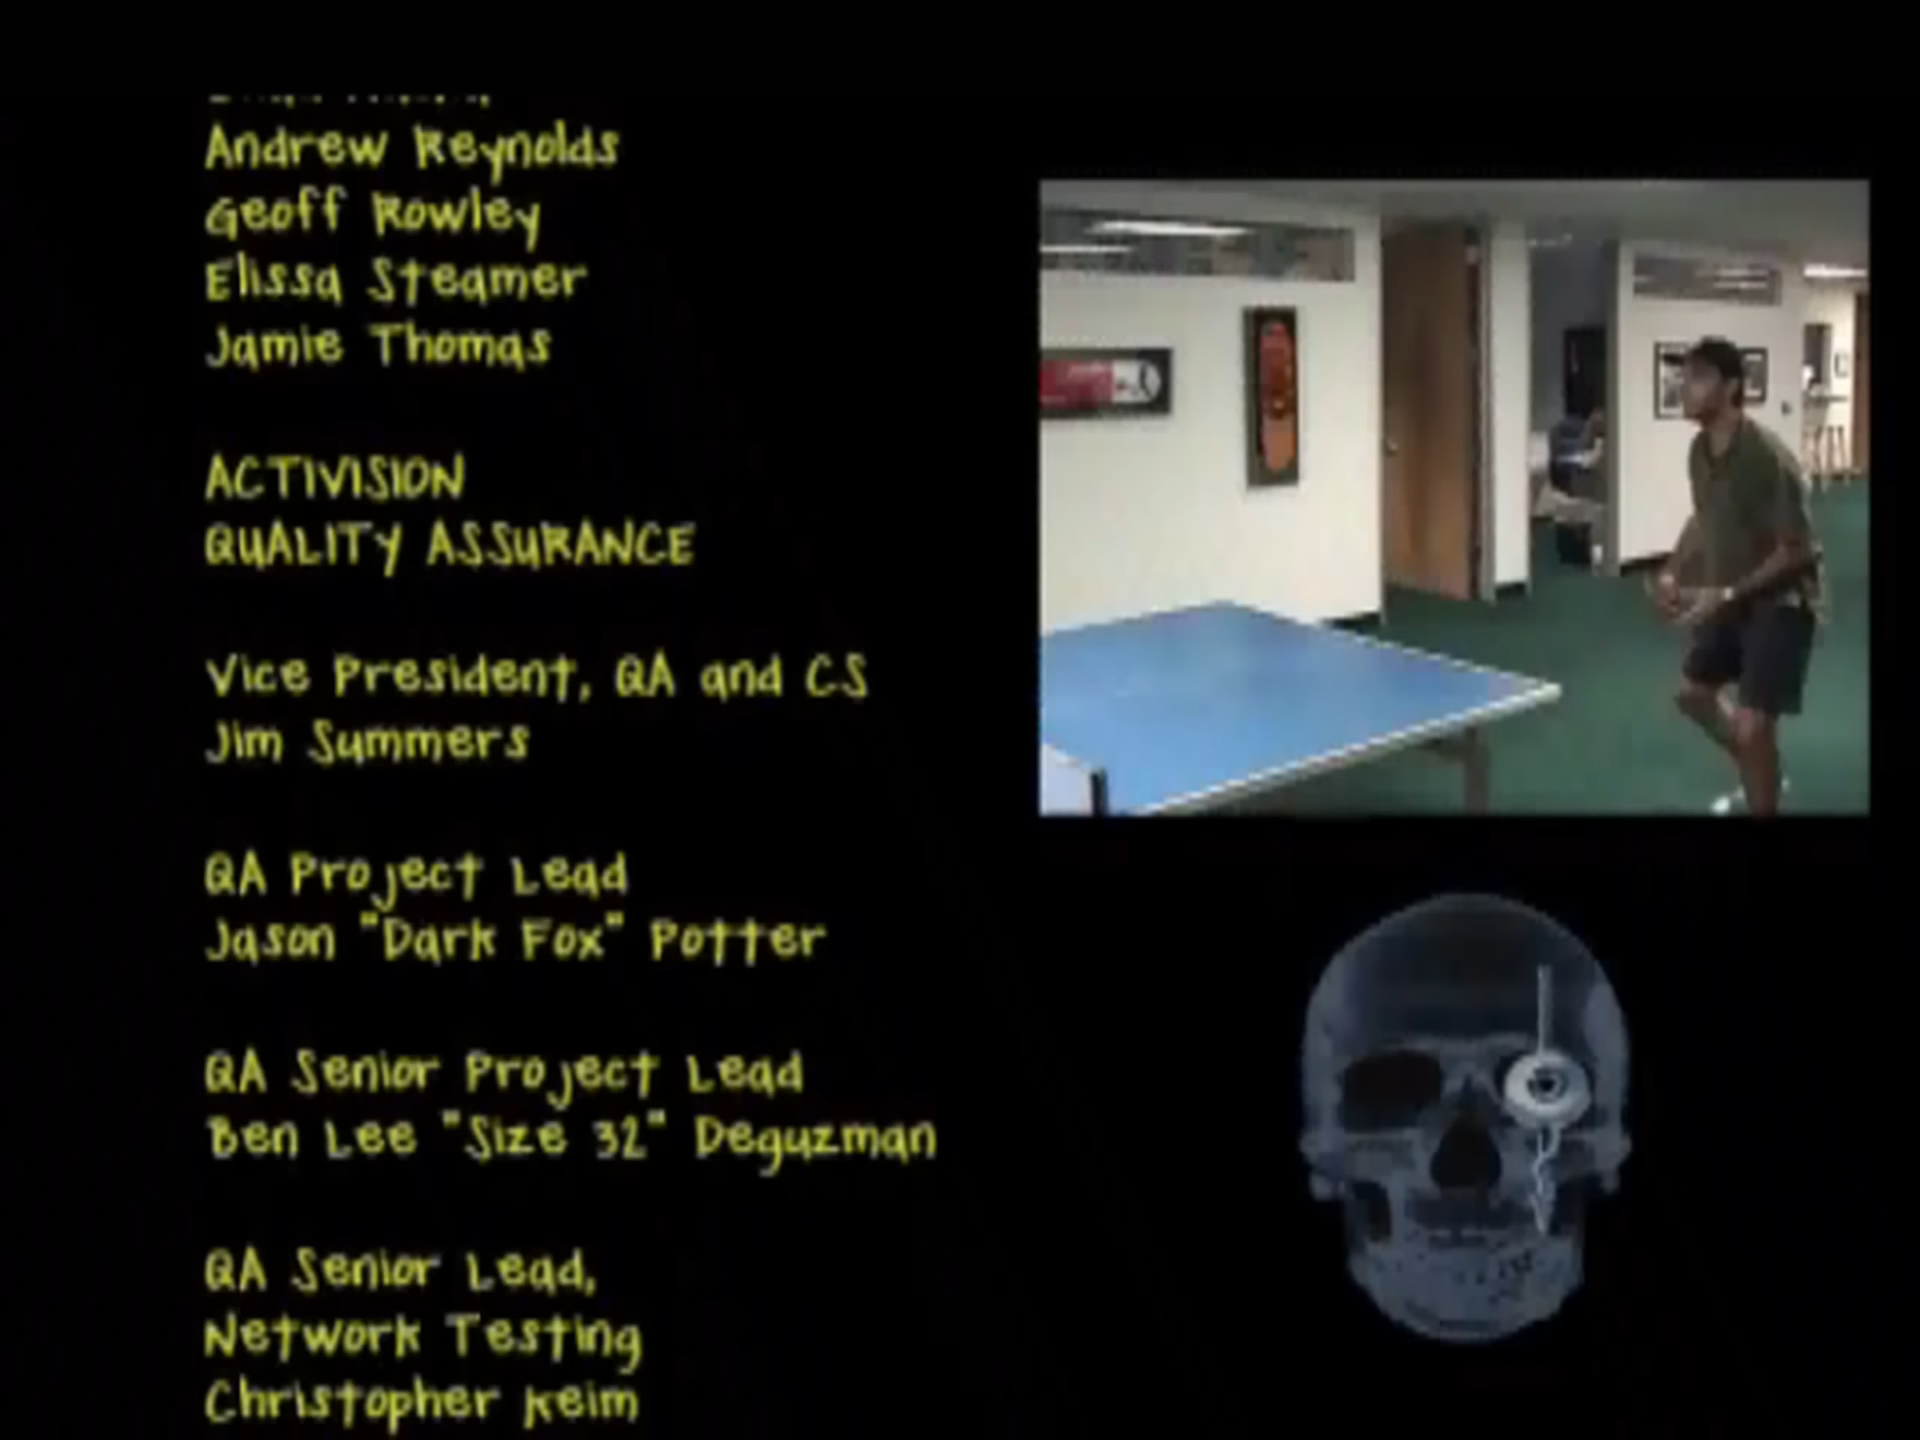 Andrew Reynolds
Geoff Rowley
Elissa Steamer
Jamie Thomas
ACTIVISION
QUALITY ASSURANCE
Vice President, QA and CS
Jim Summers
QA Project Lead
Jason "Dark Fox" Potter
QA Senior Project Lead
Ben Lee "Size 32" Deguzman
QA Senior Lead,
Network Testing
Christopher Keim